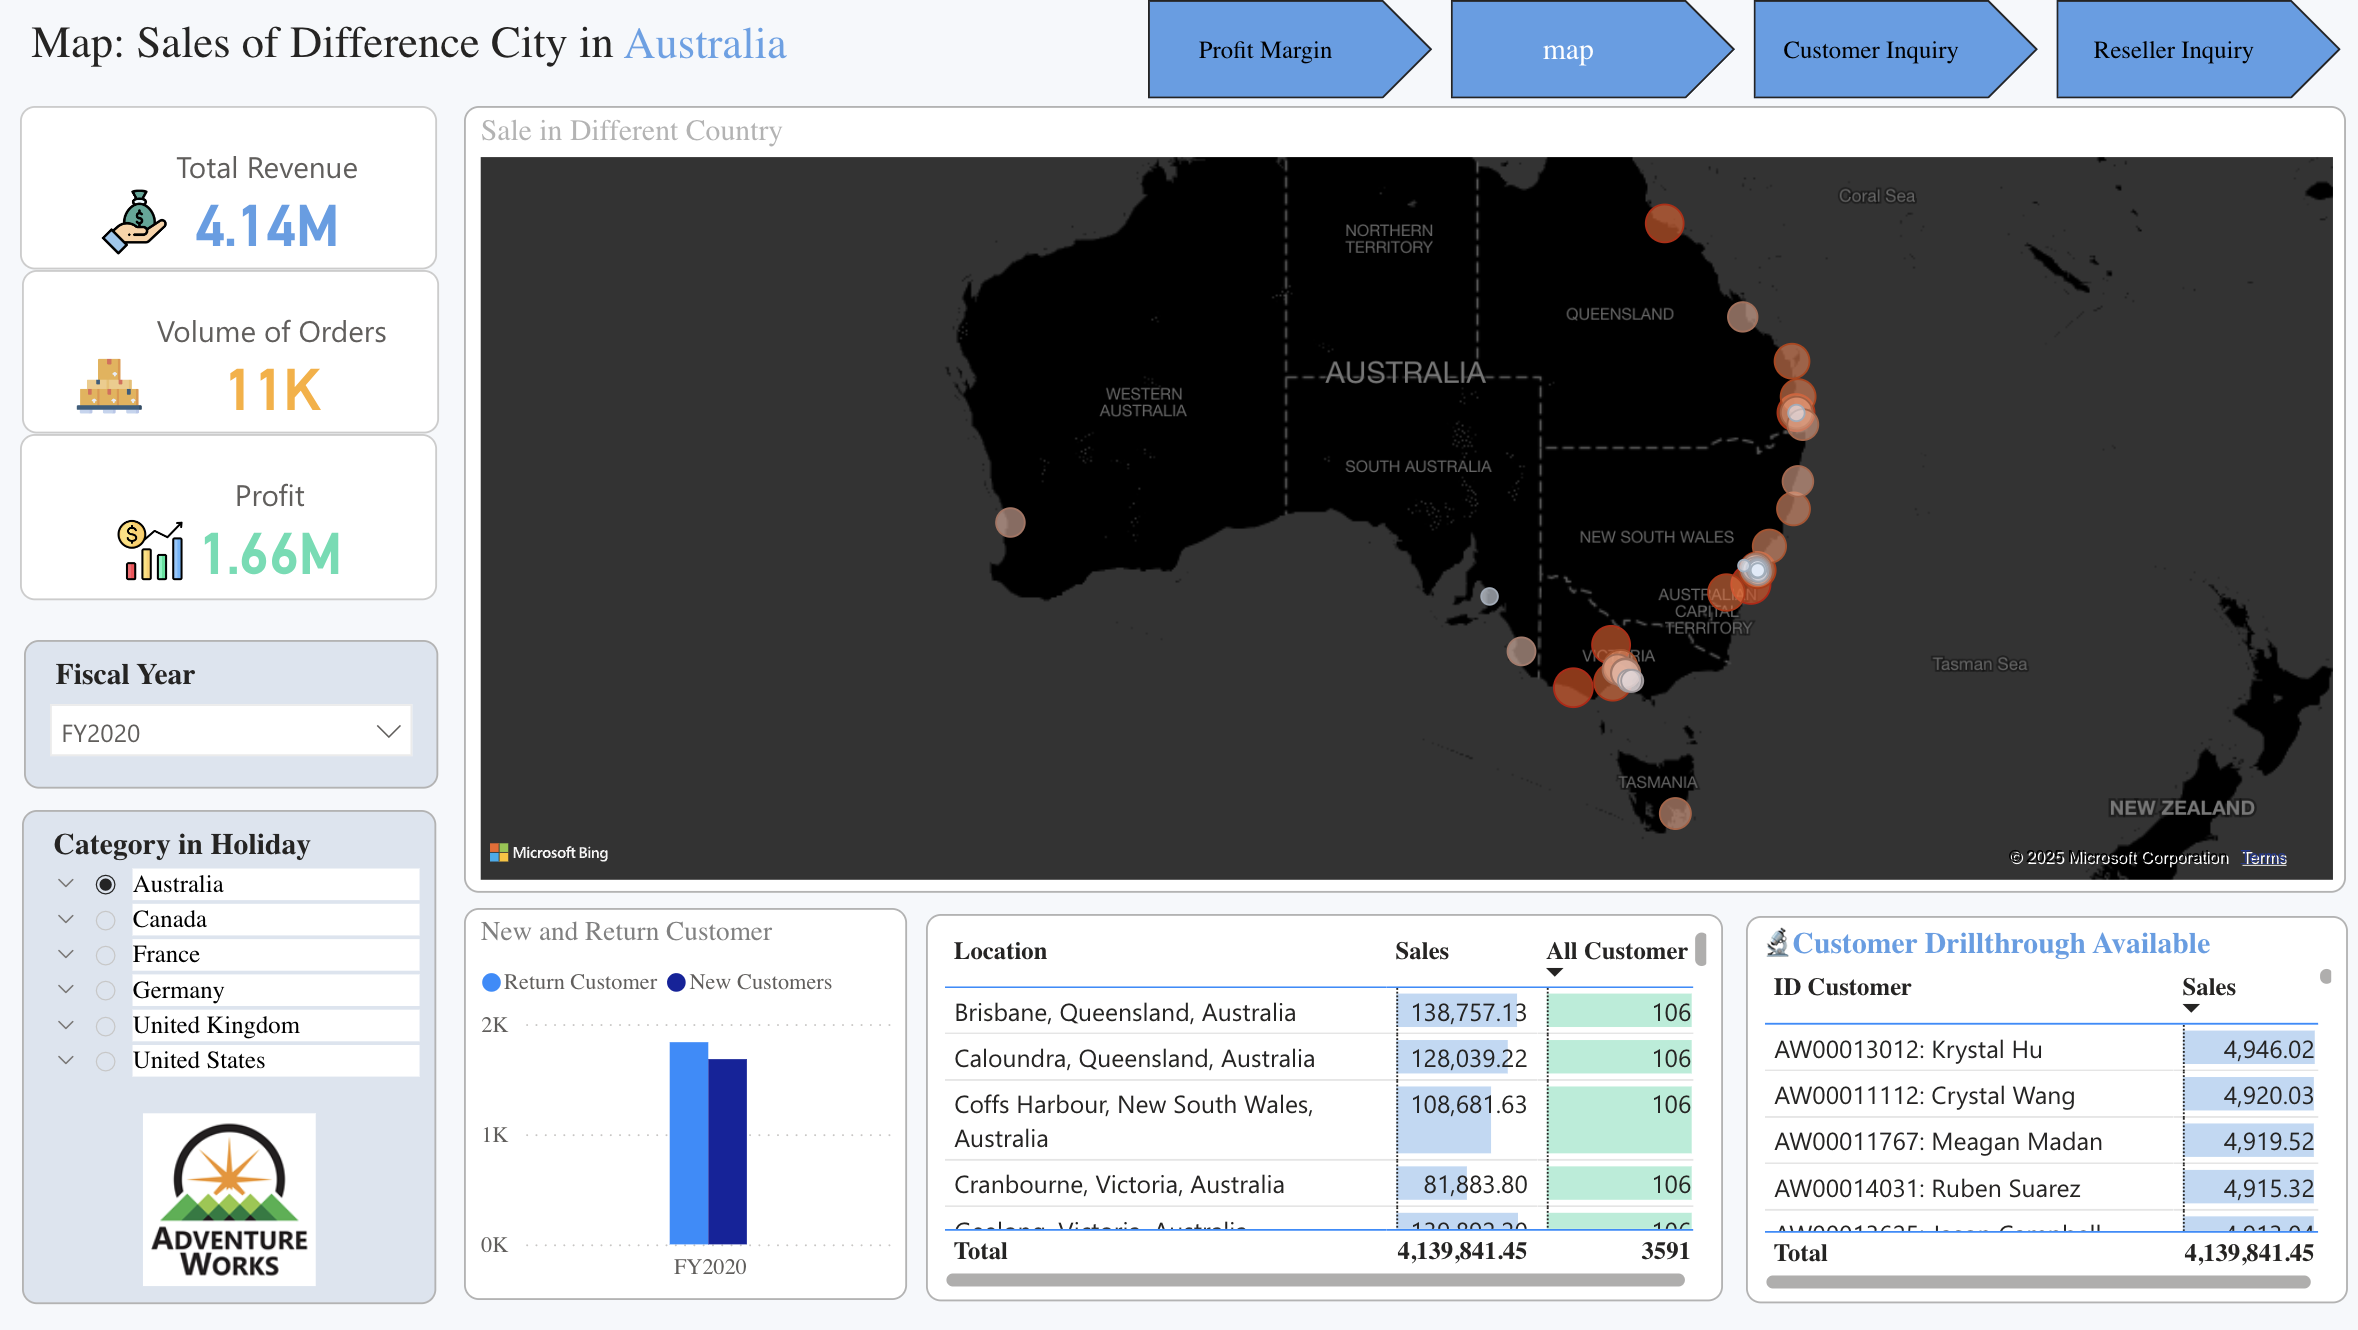 Map: Sales of Difference City in Australia
Profit Margin
map
Customer Inquiry
Reseller Inquiry
Total Revenue
4.14M
Volume of Orders
11K
Profit
1.66M
Fiscal Year
FY2020
Category in Holiday
Australia
Canada
France
Germany
United Kingdom
United States
ADVENTURE
WORKS
Sale in Different Country
Coral Sea
NORTHERN
TERRITORY
QUEENSLAND
AUSTRALIA
WESTERN
AUSTRALIA
SOUTH AUSTRALIA
NEW SOUTH WALES
AUSTRALIAN
CAPITAL
TERRITORY
VICTORIA
Tasman Sea
TASMANIA
NEW ZEALAND
Microsoft Bing
© 2025 Microsoft Corporation Terms
New and Return Customer
Return Customer New Customers
2K
1K
0K
FY2020
Location Sales All Customer
Brisbane, Queensland, Australia 138,757.13 106
Caloundra, Queensland, Australia 128,039.22 106
Coffs Harbour, New South Wales,
Australia 108,681.63 106
Cranbourne, Victoria, Australia 81,883.80 106
Geelong, Victoria, Australia 106
Total 4,139,841.45 3591
Customer Drillthrough Available
ID Customer Sales
AW00013012: Krystal Hu 4,946.02
AW00011112: Crystal Wang 4,920.03
AW00011767: Meagan Madan 4,919.52
AW00014031: Ruben Suarez 4,915.32
Total 4,139,841.45